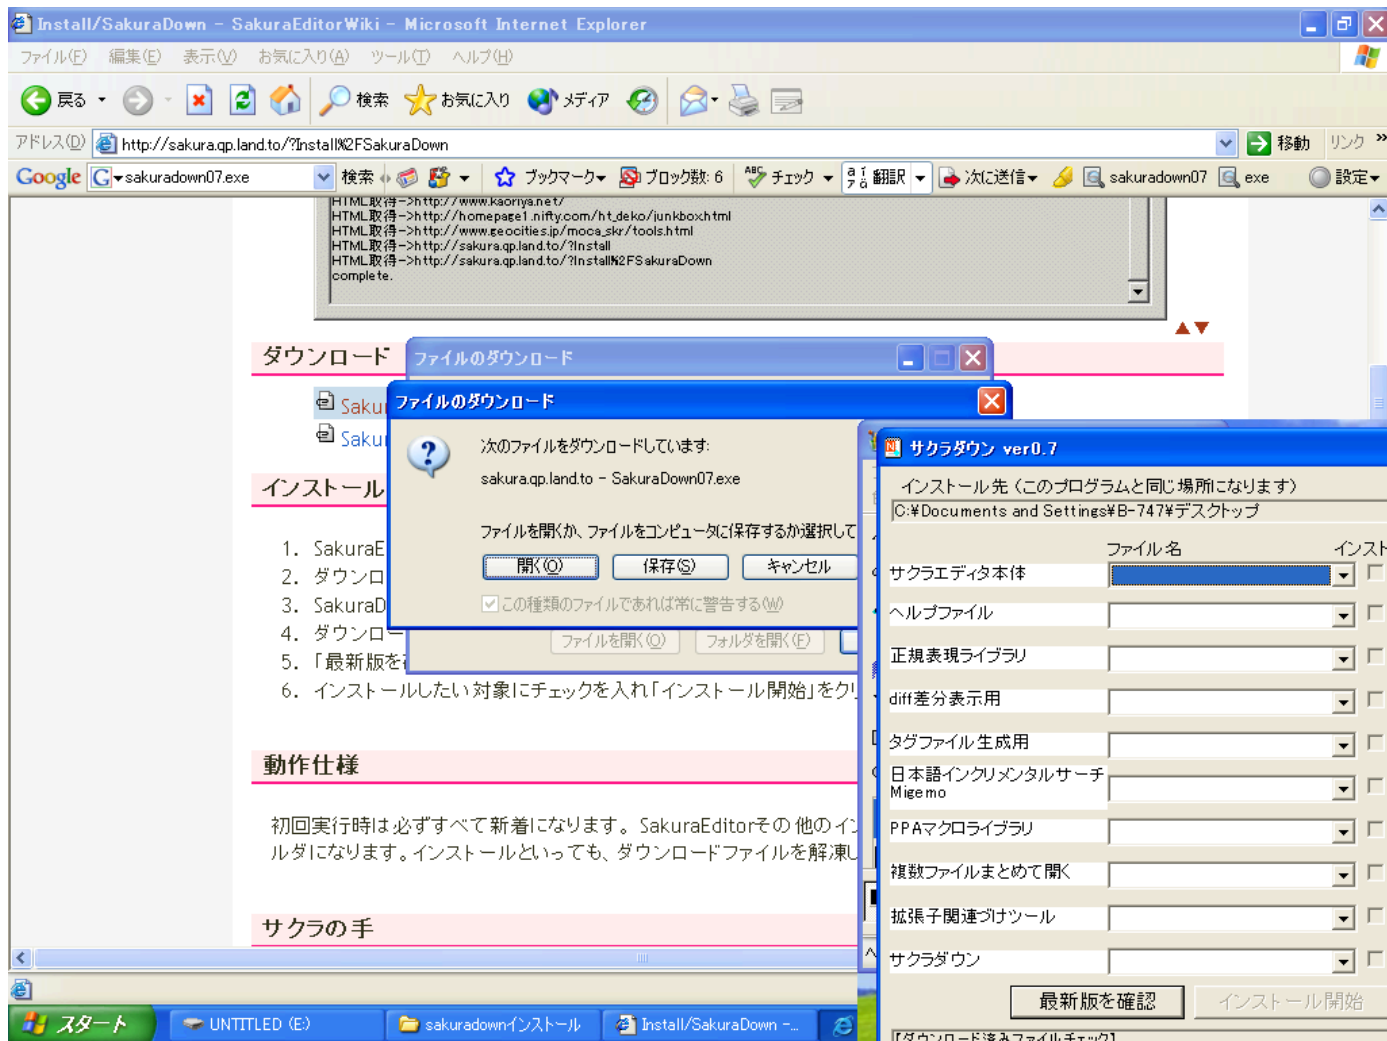 Install/SakuraDown - SakuraEditorWiki - Microsoft Internet Explorer
ファイル(F) 編集(E) 表示(V) お気に入り(A) ツール(T) ヘルプ(H)
戻る 検索 お気に入り メディア
アドレス(D) http://sakura.qp.land.to/?Install%2FSakuraDown 移動 リンク »
Google G▾sakuradown07.exe 検索 ブックマーク▾ ブロック数: 6 チェック 翻訳 次に送信▾ sakuradown07 exe 設定▾
HTML取得->http://www.kaoriya.net/
HTML取得->http://homepage1.nifty.com/ht_deko/junkbox.html
HTML取得->http://www.geocities.jp/moca_skr/tools.html
HTML取得->http://sakura.qp.land.to/?Install
HTML取得->http://sakura.qp.land.to/?Install%2FSakuraDown
complete.
▲▼
ダウンロード
Saku
Saku
ファイルのダウンロード
ファイルのダウンロード
次のファイルをダウンロードしています:
sakura.qp.land.to - SakuraDown07.exe
ファイルを開くか、ファイルをコンピュータに保存するか選択して
開く(O) 保存(S) キャンセル
この種類のファイルであれば常に警告する(W)
ファイルを開く(O) フォルダを開く(F)
インストール
1. SakuraE
2. ダウンロ
3. SakuraD
4. ダウンロー
5. 「最新版を
6. インストールしたい対象にチェックを入れ「インストール開始」をクリ
動作仕様
初回実行時は必ずすべて新着になります。SakuraEditorその他のイン
ルダになります。インストールといっても、ダウンロードファイルを解凍し
サクラの手
サクラダウン ver0.7
インストール先（このプログラムと同じ場所になります）
C:¥Documents and Settings¥B-747¥デスクトップ
ファイル名 インスト
サクラエディタ本体
ヘルプファイル
正規表現ライブラリ
diff差分表示用
タグファイル生成用
日本語インクリメンタルサーチ
Migemo
PPAマクロライブラリ
複数ファイルまとめて開く
拡張子関連づけツール
サクラダウン
最新版を確認 インストール開始
【ダウンロード済みファイルチェック】
スタート UNTITLED (E:) sakuradownインストール Install/SakuraDown -...